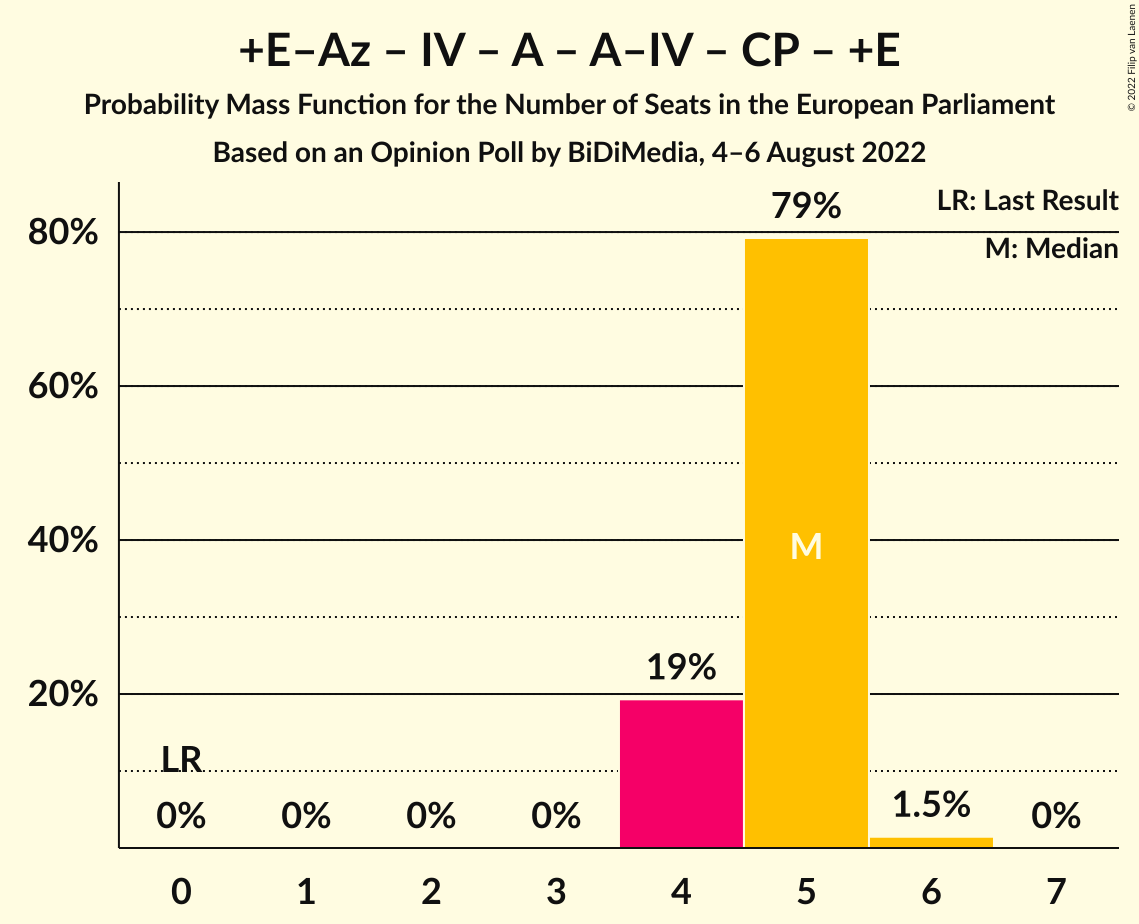 +E–Az – IV – A – A–IV – CP – +E
Probability Mass Function for the Number of Seats in the European Parliament
Based on an Opinion Poll by BiDiMedia, 4–6 August 2022
© 2022 Filip van Laenen
LR: Last Result
M: Median
80%
60%
40%
20%
79%
M
19%
LR
0%
0%
0%
0%
1.5%
0%
0
1
2
3
4
5
6
7